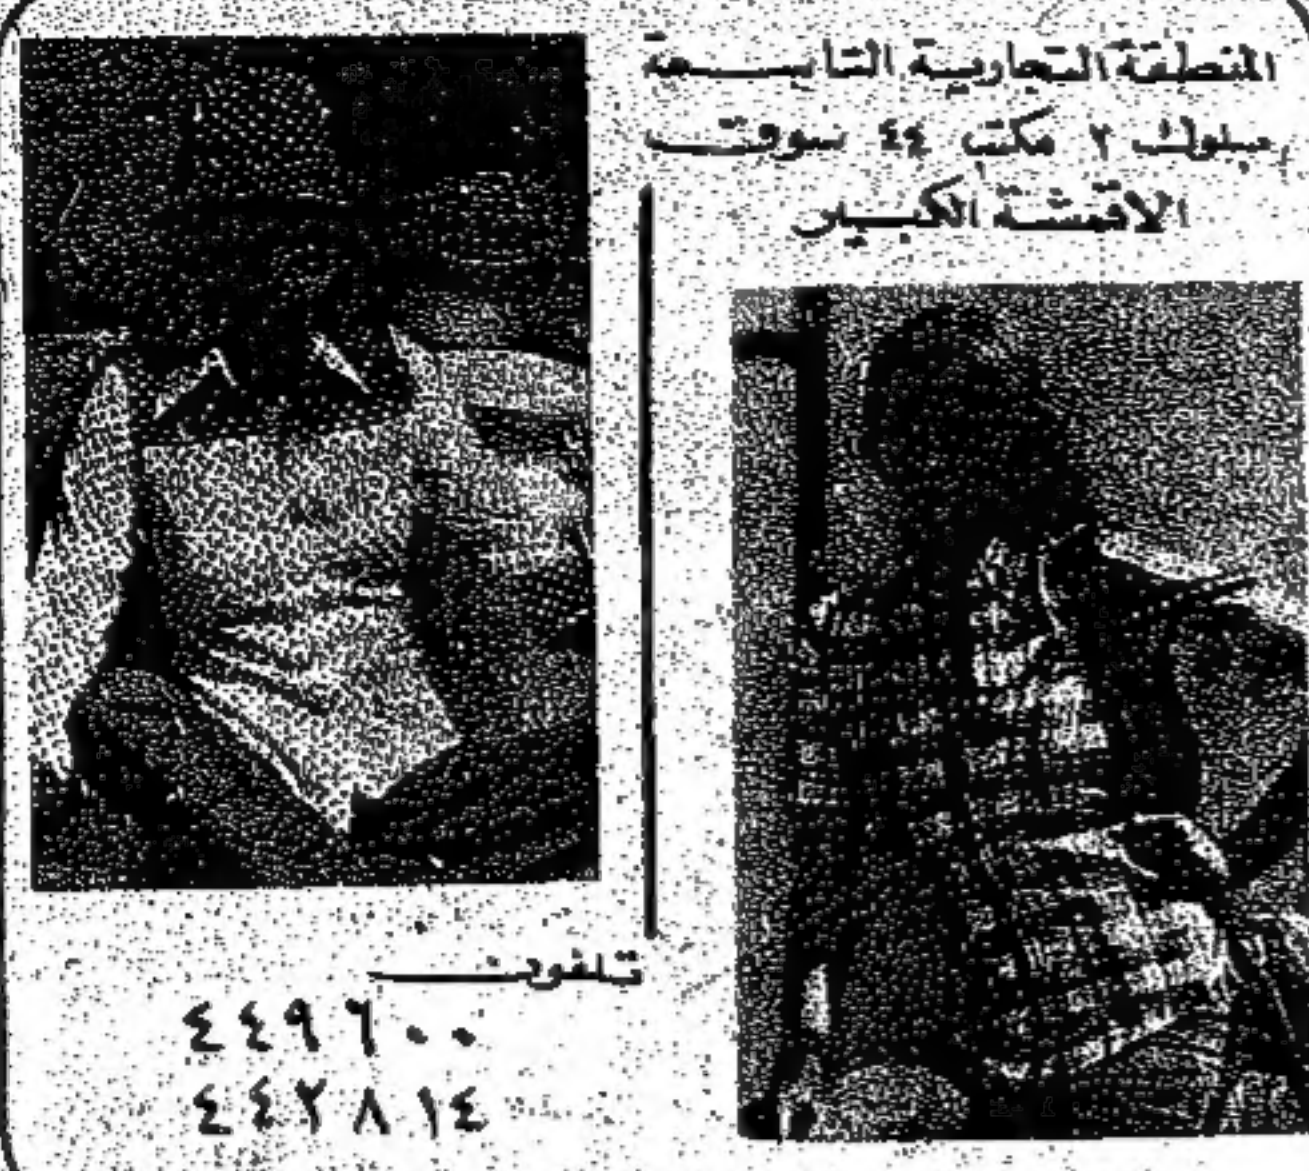 المنطقة التجارية التاسعة
بلوك ٢ مكتب ٤٤ سوق
الاقمشة الكبير
تلفون
٤٤٩٦٠٠
٤٤٢٨١٤